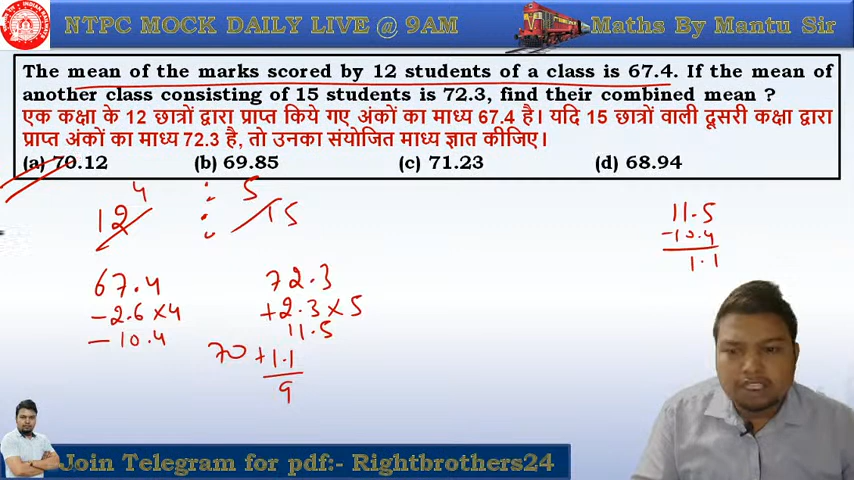 NTPC MOCK DAILY LIVE @ 9AM
Maths By Mantu Sir
The mean of the marks scored by 12 students of a class is 67.4. If the mean of
another class consisting of 15 students is 72.3, find their combined mean ?
एक कक्षा के 12 छात्रों द्वारा प्राप्त किये गए अंकों का माध्य 67.4 है। यदि 15 छात्रों वाली दूसरी कक्षा द्वारा
प्राप्त अंकों का माध्य 72.3 है, तो उनका संयोजित माध्य ज्ञात कीजिए।
(a) 70.12 (b) 69.85 (c) 71.23 (d) 68.94
4 : 5
12 : 15
67.4 72.3
-2.6×4 +2.3×5
-10.4 11.5
70 +1.1
9
11.5
-10.4
1.1
Join Telegram for pdf:- Rightbrothers24